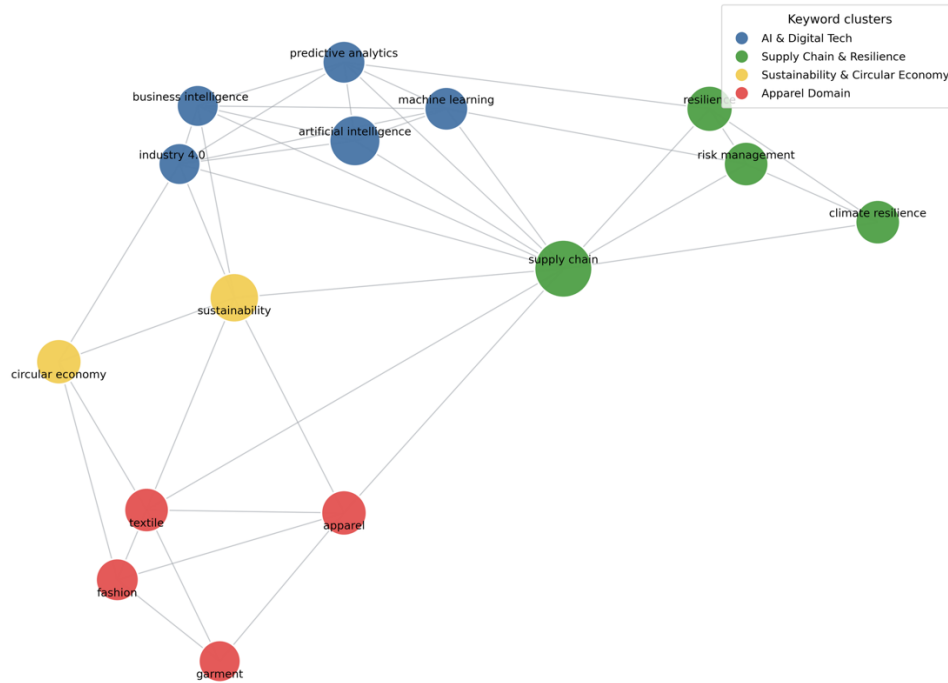 Keyword clusters
AI & Digital Tech
Supply Chain & Resilience
Sustainability & Circular Economy
Apparel Domain
predictive analytics
business intelligence
machine learning
resilience
artificial intelligence
industry 4.0
risk management
climate resilience
supply chain
sustainability
circular economy
textile
apparel
fashion
garment